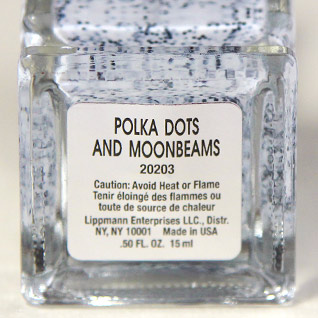 POLKA DOTS
AND MOONBEAMS
20203
Caution: Avoid Heat or Flame
Tenir éloingé des flammes ou
toute de source de chaleur
Lippmann Enterprises LLC., Distr.
NY, NY 10001 Made in USA
.50 FL. OZ. 15 ml